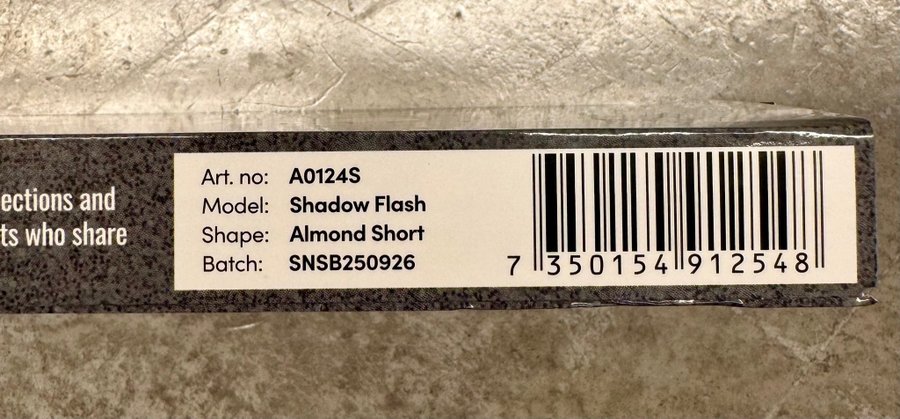 ections and
ts who share
Art. no: A0124S
Model: Shadow Flash
Shape: Almond Short
Batch: SNSB250926
7 350154 912548